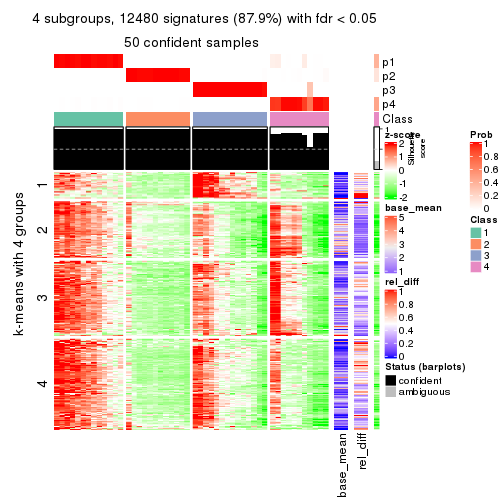 4 subgroups, 12480 signatures (87.9%) with fdr < 0.05
50 confident samples
p1
p2
p3
p4
Class
1
Silhouette
score
k-means with 4 groups
1
2
3
4
base_mean
rel_diff
z-score
2
1
0
-1
-2
base_mean
5
4
3
2
1
rel_diff
1
0.8
0.6
0.4
0.2
0
Status (barplots)
confident
ambiguous
Prob
1
0.8
0.6
0.4
0.2
0
Class
1
2
3
4